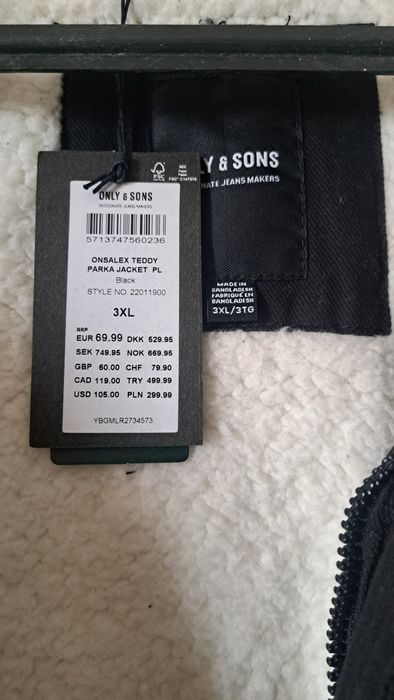 FSC
ONLY & SONS
PASSIONATE JEANS MAKERS
5713747560236
ONSALEX TEDDY
PARKA JACKET PL
Black
STYLE NO. 22011900
3XL
RRP
EUR 69.99 DKK 529.95
SEK 749.95 NOK 669.95
GBP 60.00 CHF 79.90
CAD 119.00 TRY 499.99
USD 105.00 PLN 299.99
YBGMLR2734573
LY & SONS
NATE JEANS MAKERS
MADE IN
BANGLADESH
FABRIQUÉ EN
BANGLADESH
3XL/3TG